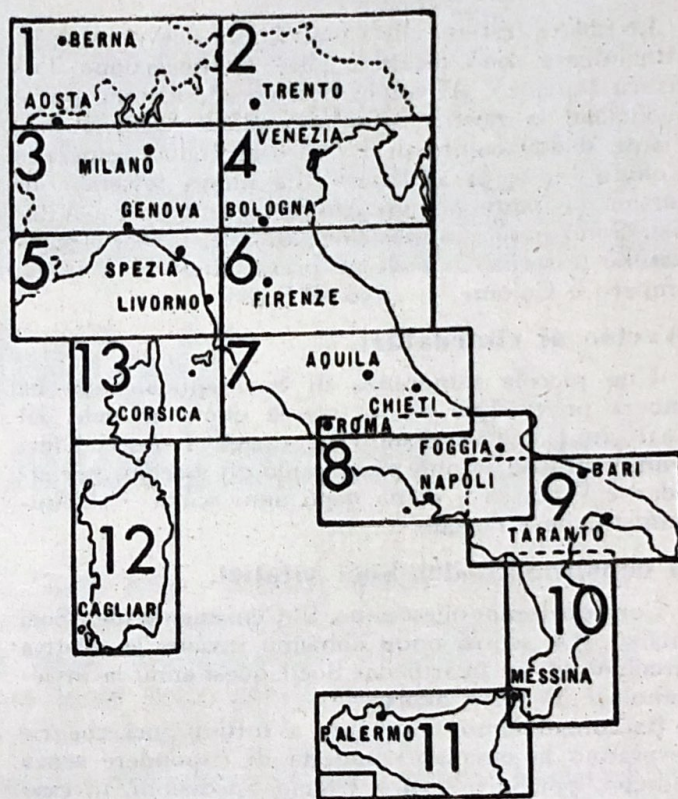 1
BERNA
2
AOSTA
TRENTO
3
MILANO
4
VENEZIA
GENOVA
BOLOGNA
5
SPEZIA
6
LIVORNO
FIRENZE
13
7
AQUILA
CORSICA
CHIETI
ROMA
8
FOGGIA
NAPOLI
9
BARI
TARANTO
12
CAGLIARI
10
MESSINA
PALERMO
11